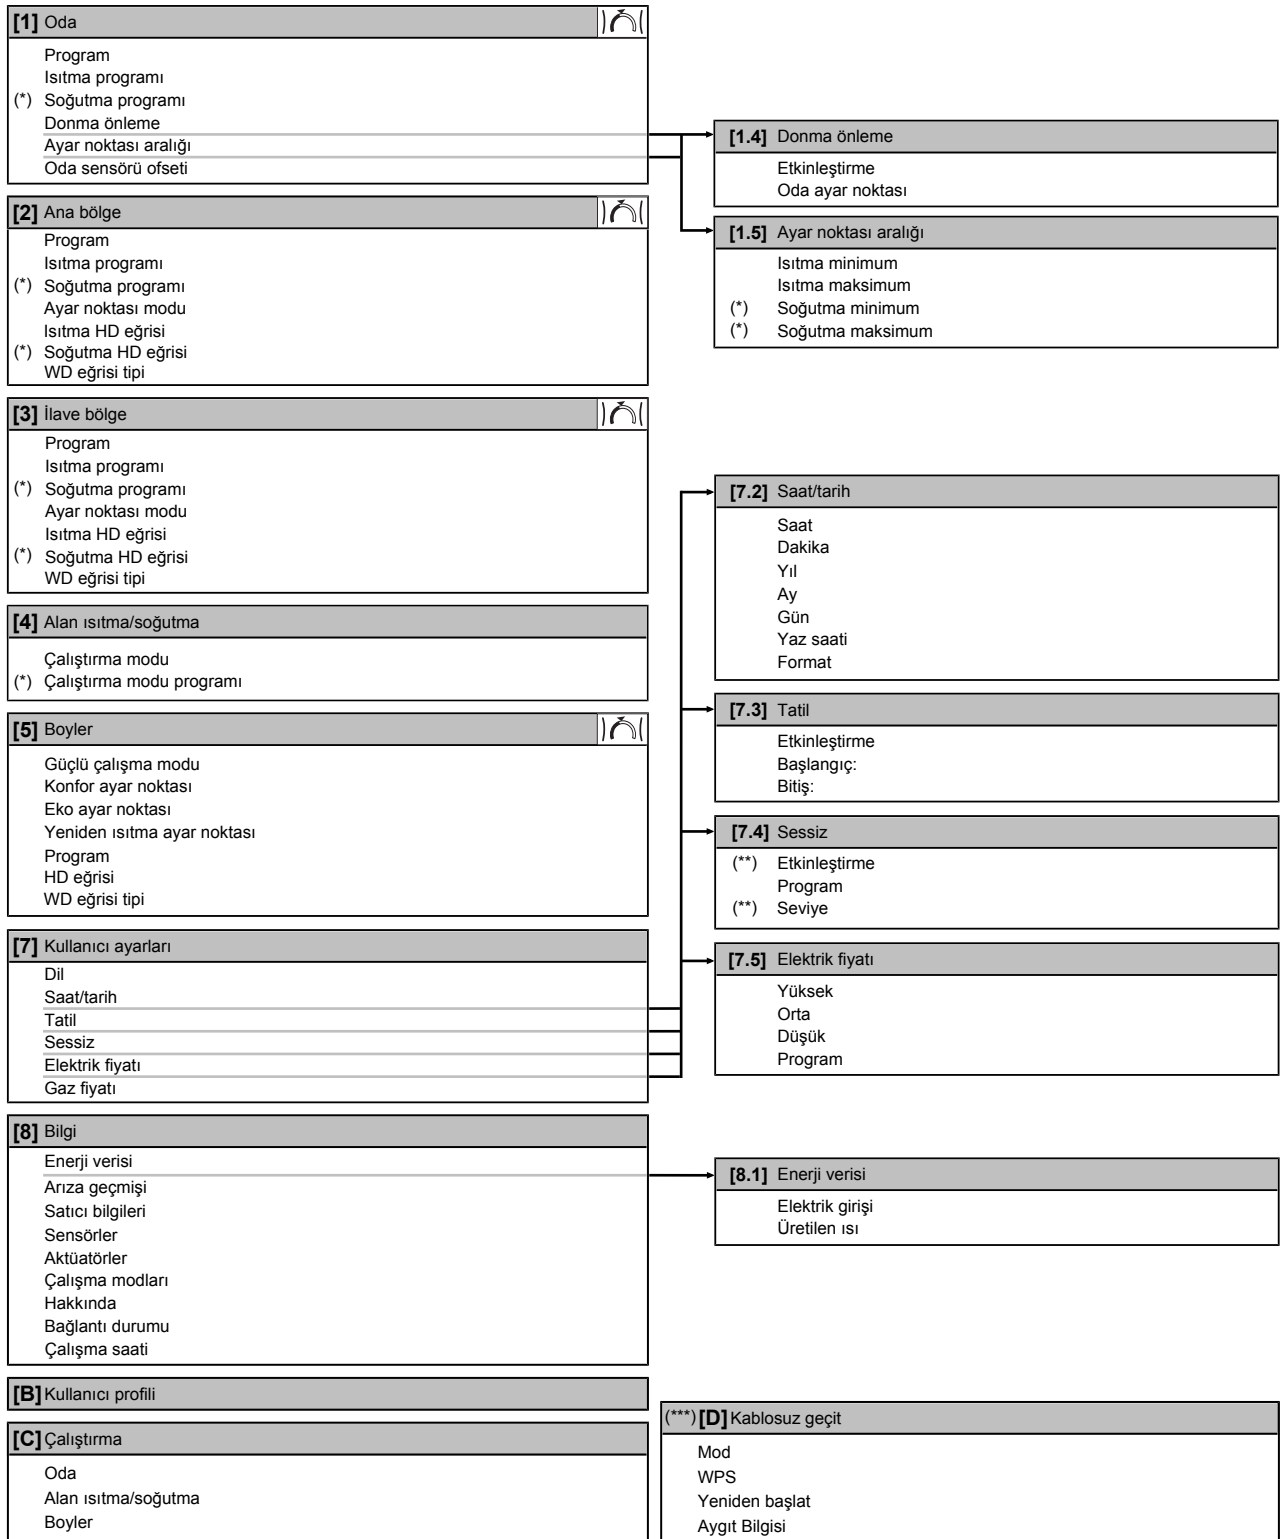 [1] Oda
Program
Isıtma programı
(*) Soğutma programı
Donma önleme
Ayar noktası aralığı
Oda sensörü ofseti
[1.4] Donma önleme
Etkinleştirme
Oda ayar noktası
[1.5] Ayar noktası aralığı
Isıtma minimum
Isıtma maksimum
(*) Soğutma minimum
(*) Soğutma maksimum
[2] Ana bölge
Program
Isıtma programı
(*) Soğutma programı
Ayar noktası modu
Isıtma HD eğrisi
(*) Soğutma HD eğrisi
WD eğrisi tipi
[3] İlave bölge
Program
Isıtma programı
(*) Soğutma programı
Ayar noktası modu
Isıtma HD eğrisi
(*) Soğutma HD eğrisi
WD eğrisi tipi
[4] Alan ısıtma/soğutma
Çalıştırma modu
(*) Çalıştırma modu programı
[5] Boyler
Güçlü çalışma modu
Konfor ayar noktası
Eko ayar noktası
Yeniden ısıtma ayar noktası
Program
HD eğrisi
WD eğrisi tipi
[7] Kullanıcı ayarları
Dil
Saat/tarih
Tatil
Sessiz
Elektrik fiyatı
Gaz fiyatı
[7.2] Saat/tarih
Saat
Dakika
Yıl
Ay
Gün
Yaz saati
Format
[7.3] Tatil
Etkinleştirme
Başlangıç:
Bitiş:
[7.4] Sessiz
(**) Etkinleştirme
Program
(**) Seviye
[7.5] Elektrik fiyatı
Yüksek
Orta
Düşük
Program
[8] Bilgi
Enerji verisi
Arıza geçmişi
Satıcı bilgileri
Sensörler
Aktüatörler
Çalışma modları
Hakkında
Bağlantı durumu
Çalışma saati
[8.1] Enerji verisi
Elektrik girişi
Üretilen ısı
[B] Kullanıcı profili
[C] Çalıştırma
Oda
Alan ısıtma/soğutma
Boyler
(***) [D] Kablosuz geçit
Mod
WPS
Yeniden başlat
Aygıt Bilgisi